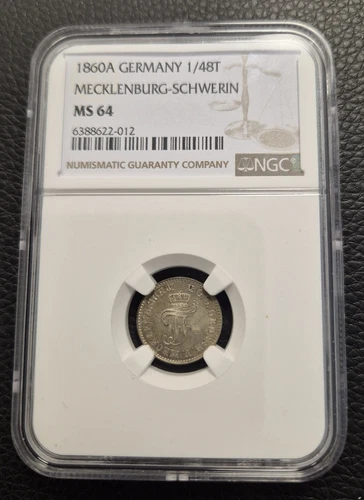 1860A GERMANY 1/48T
MECKLENBURG-SCHWERIN
MS 64
6388622-012
NUMISMATIC GUARANTY COMPANY
NGC